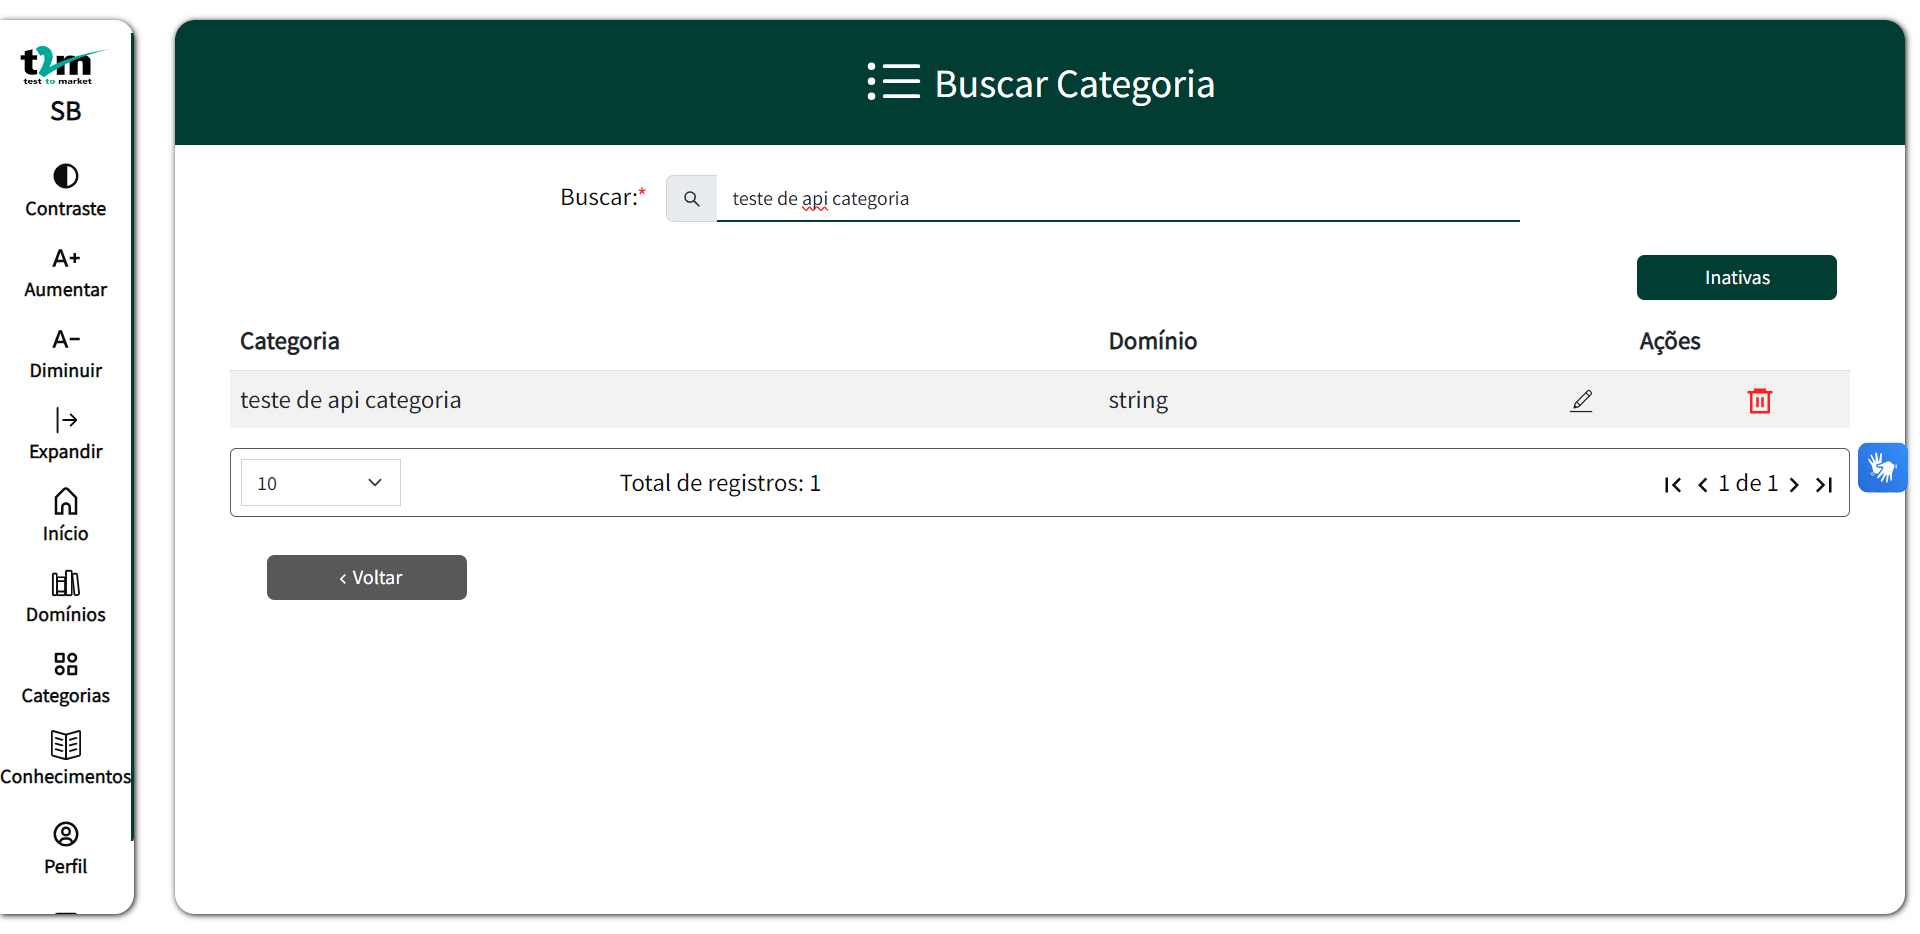 t2m
test to market
SB
Contraste
A+
Aumentar
A-
Diminuir
Expandir
Início
Domínios
Categorias
Conhecimentos
Perfil
Buscar Categoria
Buscar:*
teste de api categoria
Inativas
Categoria Domínio Ações
teste de api categoria string
10 Total de registros: 1 1 de 1
‹ Voltar